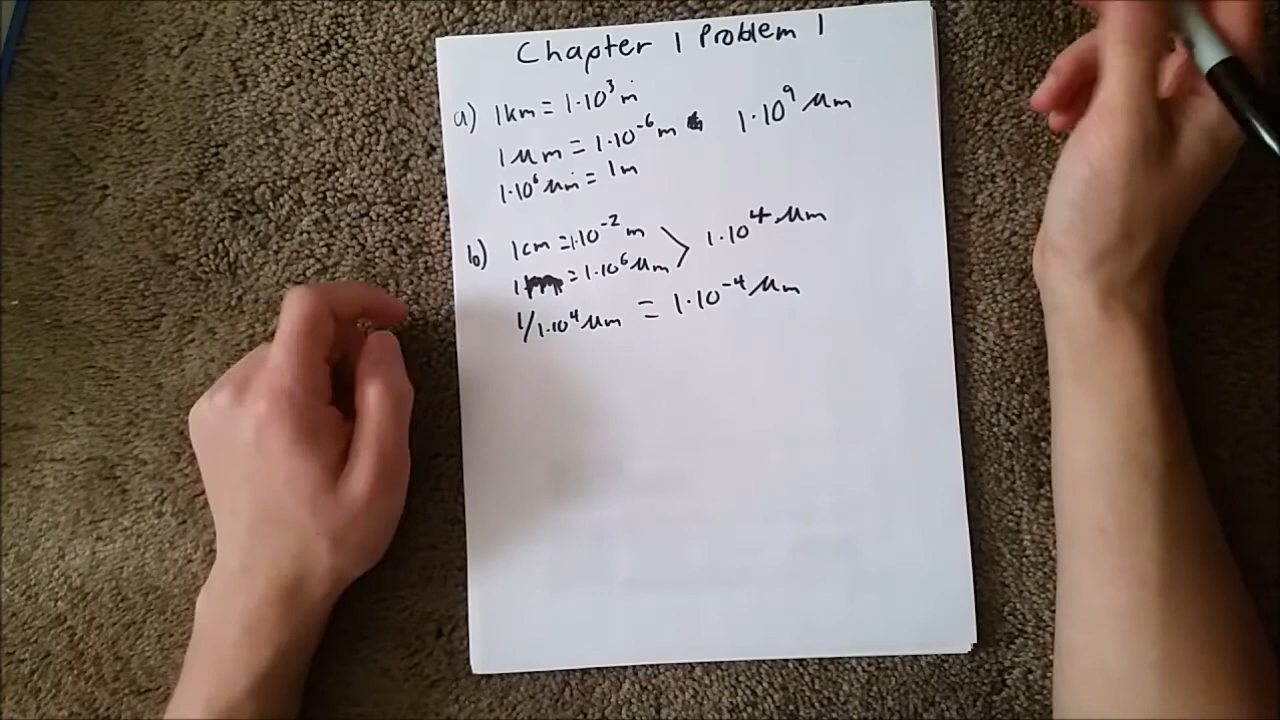 Chapter 1 Problem 1
a) 1km = 1·10³ m
1μm = 1·10⁻⁶ m 1·10⁹ μm
1·10⁶ μm = 1m
b) 1cm = 1·10⁻² m > 1·10⁴ μm
1 = 1·10⁶ μm
1/1·10⁴ μm = 1·10⁻⁴ μm